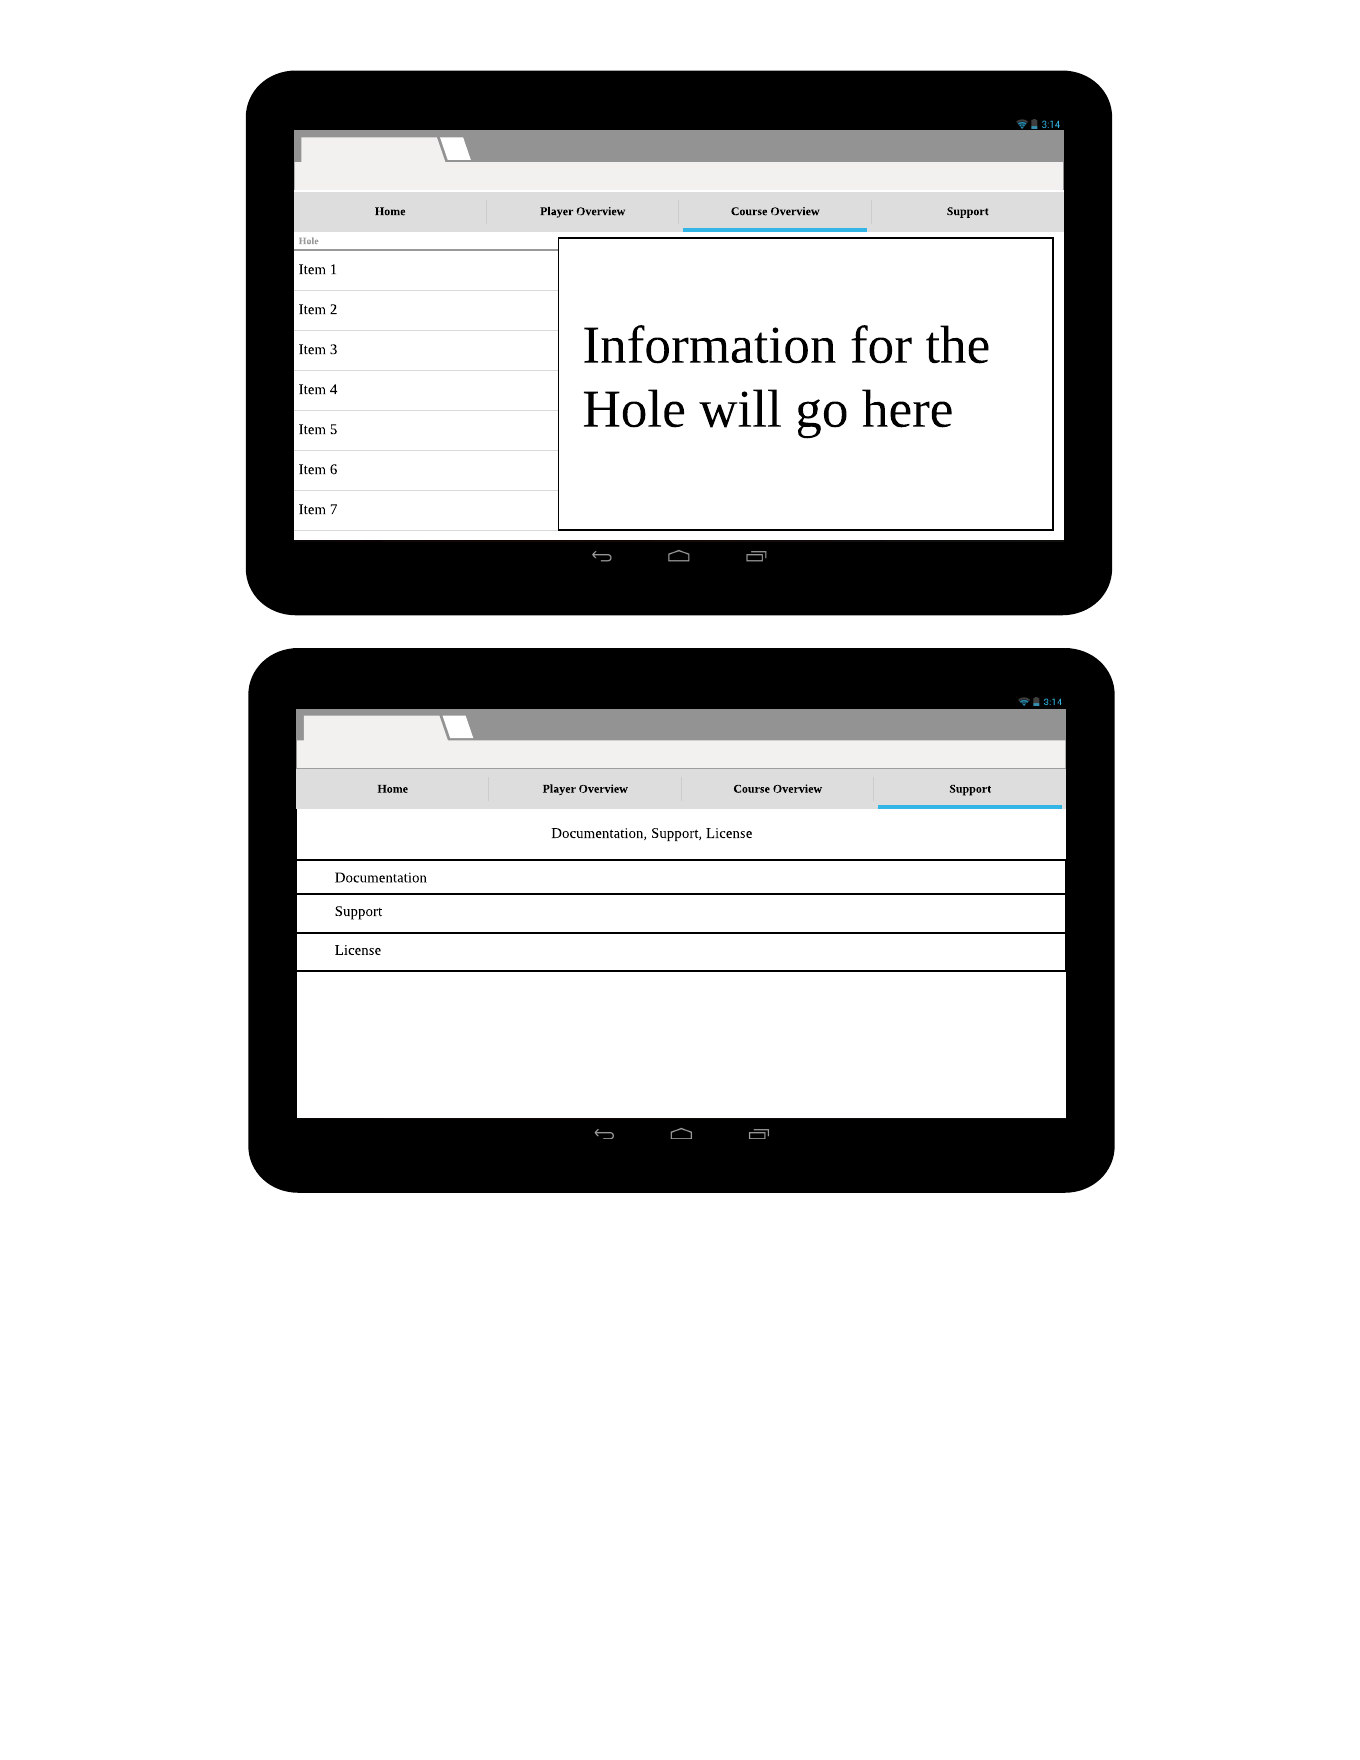 3:14
Home Player Overview Course Overview Support
Hole
Item 1
Item 2
Item 3
Item 4
Item 5
Item 6
Item 7
Information for the
Hole will go here
3:14
Home Player Overview Course Overview Support
Documentation, Support, License
Documentation
Support
License